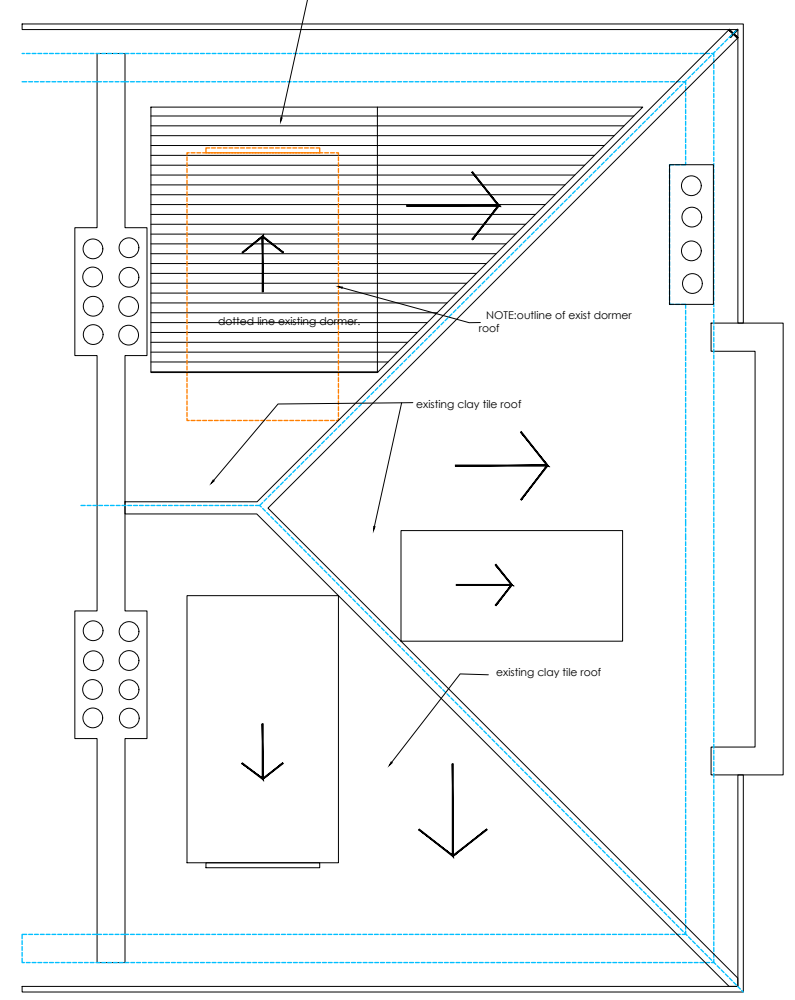 dotted line existing dormer.
NOTE:outline of exist dormer
roof
existing clay tile roof
existing clay tile roof